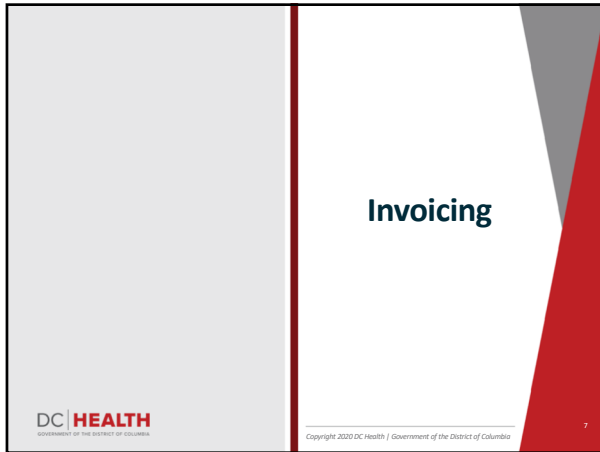 Invoicing
DC HEALTH
GOVERNMENT OF THE DISTRICT OF COLUMBIA
Copyright 2020 DC Health | Government of the District of Columbia
7